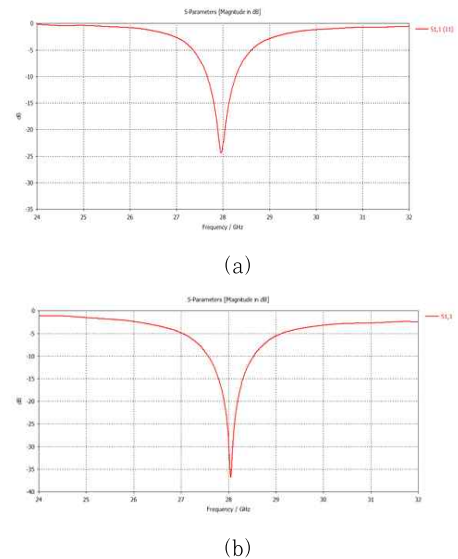 S-Parameters [Magnitude in dB]
S1,1 (11)
0
-5
-10
-15
-20
-25
-30
-35
dB
24 25 26 27 28 29 30 31 32
Frequency / GHz
(a)
S-Parameters [Magnitude in dB]
S1,1
0
-5
-10
-15
-20
-25
-30
-35
-40
dB
24 25 26 27 28 29 30 31 32
Frequency / GHz
(b)